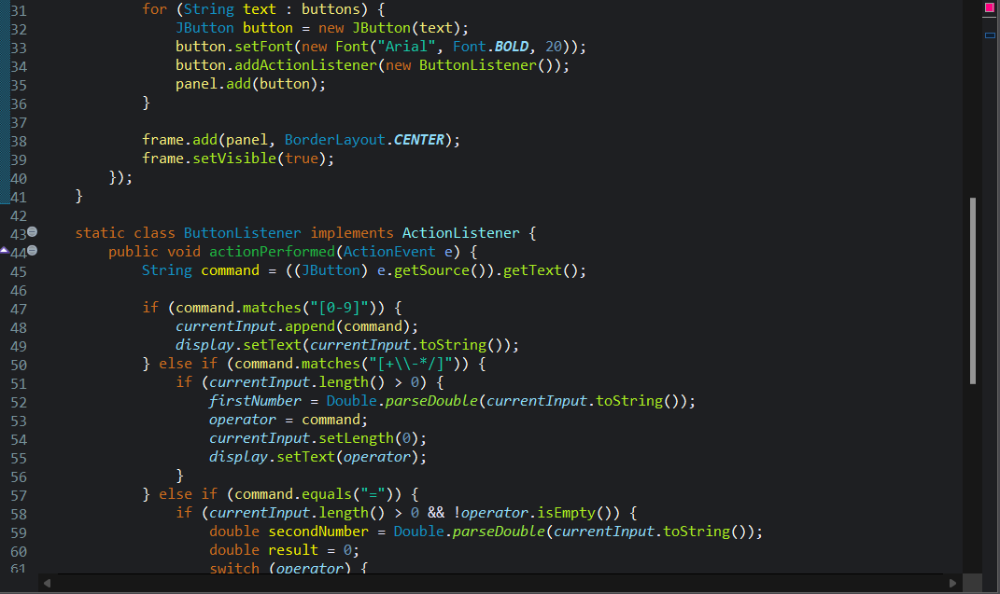 31 for (String text : buttons) {
32 JButton button = new JButton(text);
33 button.setFont(new Font("Arial", Font.BOLD, 20));
34 button.addActionListener(new ButtonListener());
35 panel.add(button);
36 }
37
38 frame.add(panel, BorderLayout.CENTER);
39 frame.setVisible(true);
40 });
41 }
42
43 static class ButtonListener implements ActionListener {
44 public void actionPerformed(ActionEvent e) {
45 String command = ((JButton) e.getSource()).getText();
46
47 if (command.matches("[0-9]")) {
48 currentInput.append(command);
49 display.setText(currentInput.toString());
50 } else if (command.matches("[+\\-*/]")) {
51 if (currentInput.length() > 0) {
52 firstNumber = Double.parseDouble(currentInput.toString());
53 operator = command;
54 currentInput.setLength(0);
55 display.setText(operator);
56 }
57 } else if (command.equals("=")) {
58 if (currentInput.length() > 0 && !operator.isEmpty()) {
59 double secondNumber = Double.parseDouble(currentInput.toString());
60 double result = 0;
61 switch (operator) {